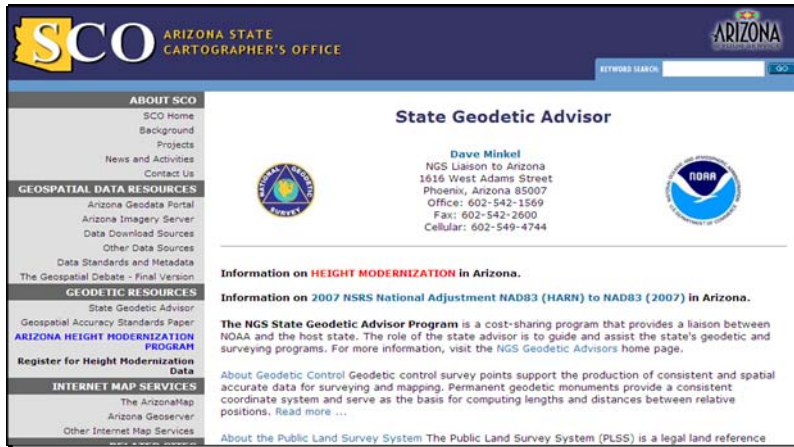 SCO ARIZONA STATE
CARTOGRAPHER'S OFFICE
ARIZONA
KEYWORD SEARCH: GO
ABOUT SCO
SCO Home
Background
Projects
News and Activities
Contact Us
GEOSPATIAL DATA RESOURCES
Arizona Geodata Portal
Arizona Imagery Server
Data Download Sources
Other Data Sources
Data Standards and Metadata
The Geospatial Debate - Final Version
GEODETIC RESOURCES
State Geodetic Advisor
Geospatial Accuracy Standards Paper
ARIZONA HEIGHT MODERNIZATION
PROGRAM
Register for Height Modernization
Data
INTERNET MAP SERVICES
The ArizonaMap
Arizona Geoserver
Other Internet Map Services
RELATED SITES
State Geodetic Advisor
NATIONAL GEODETIC SURVEY
Dave Minkel
NGS Liaison to Arizona
1616 West Adams Street
Phoenix, Arizona 85007
Office: 602-542-1569
Fax: 602-542-2600
Cellular: 602-549-4744
NOAA
Information on HEIGHT MODERNIZATION in Arizona.
Information on 2007 NSRS National Adjustment NAD83 (HARN) to NAD83 (2007) in Arizona.
The NGS State Geodetic Advisor Program is a cost-sharing program that provides a liaison between
NOAA and the host state. The role of the state advisor is to guide and assist the state's geodetic and
surveying programs. For more information, visit the NGS Geodetic Advisors home page.
About Geodetic Control Geodetic control survey points support the production of consistent and spatial
accurate data for surveying and mapping. Permanent geodetic monuments provide a consistent
coordinate system and serve as the basis for computing lengths and distances between relative
positions. Read more ...
About the Public Land Survey System The Public Land Survey System (PLSS) is a legal land reference